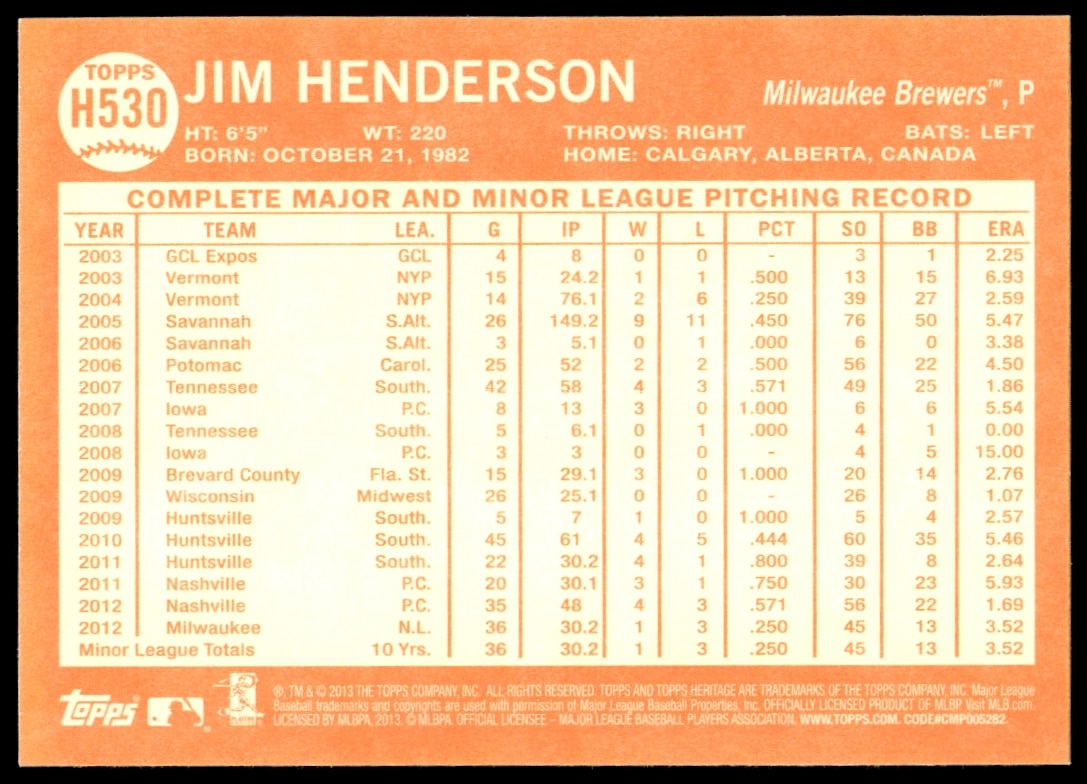 TOPPS
H530
JIM HENDERSON
Milwaukee Brewers™, P
HT: 6'5" WT: 220 THROWS: RIGHT BATS: LEFT
BORN: OCTOBER 21, 1982 HOME: CALGARY, ALBERTA, CANADA
COMPLETE MAJOR AND MINOR LEAGUE PITCHING RECORD
YEAR TEAM LEA. G IP W L PCT SO BB ERA
2003 GCL Expos GCL 4 8 0 0 - 3 1 2.25
2003 Vermont NYP 15 24.2 1 1 .500 13 15 6.93
2004 Vermont NYP 14 76.1 2 6 .250 39 27 2.59
2005 Savannah S.Alt. 26 149.2 9 11 .450 76 50 5.47
2006 Savannah S.Alt. 3 5.1 0 1 .000 6 0 3.38
2006 Potomac Carol. 25 52 2 2 .500 56 22 4.50
2007 Tennessee South. 42 58 4 3 .571 49 25 1.86
2007 Iowa P.C. 8 13 3 0 1.000 6 6 5.54
2008 Tennessee South. 5 6.1 0 1 .000 4 1 0.00
2008 Iowa P.C. 3 3 0 0 - 4 5 15.00
2009 Brevard County Fla. St. 15 29.1 3 0 1.000 20 14 2.76
2009 Wisconsin Midwest 26 25.1 0 0 - 26 8 1.07
2009 Huntsville South. 5 7 1 0 1.000 5 4 2.57
2010 Huntsville South. 45 61 4 5 .444 60 35 5.46
2011 Huntsville South. 22 30.2 4 1 .800 39 8 2.64
2011 Nashville P.C. 20 30.1 3 1 .750 30 23 5.93
2012 Nashville P.C. 35 48 4 3 .571 56 22 1.69
2012 Milwaukee N.L. 36 30.2 1 3 .250 45 13 3.52
Minor League Totals 10 Yrs. 36 30.2 1 3 .250 45 13 3.52
Topps
®, TM & © 2013 THE TOPPS COMPANY, INC. ALL RIGHTS RESERVED. TOPPS AND TOPPS HERITAGE ARE TRADEMARKS OF THE TOPPS COMPANY, INC. Major League
Baseball trademarks and copyrights are used with permission of Major League Baseball Properties, Inc. OFFICIALLY LICENSED PRODUCT OF MLBP. Visit MLB.com.
LICENSED BY MLBPA, 2013. © MLBPA. OFFICIAL LICENSEE – MAJOR LEAGUE BASEBALL PLAYERS ASSOCIATION. WWW.TOPPS.COM. CODE#CMP005282.